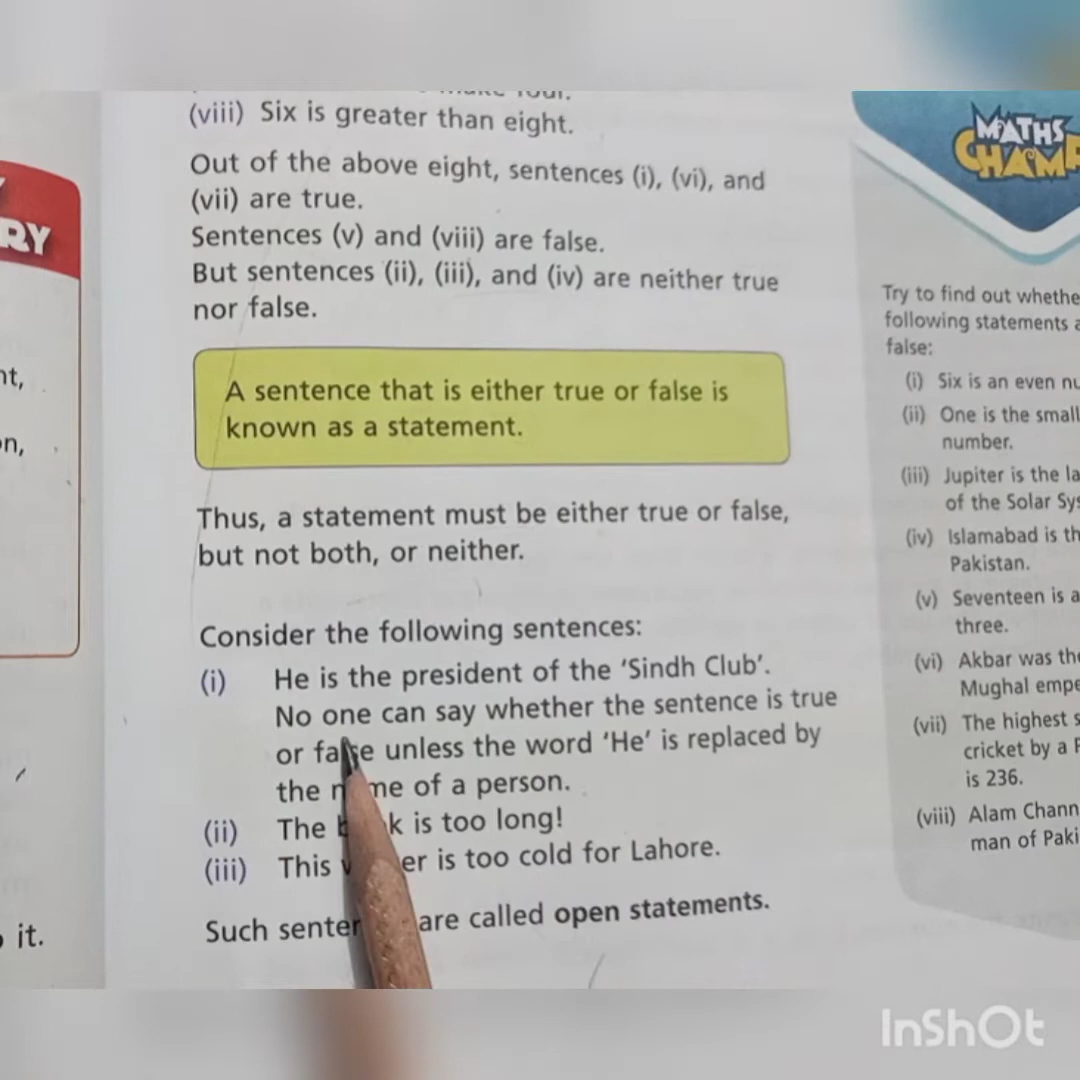 (viii) Six is greater than eight.
Out of the above eight, sentences (i), (vi), and
(vii) are true.
Sentences (v) and (viii) are false.
But sentences (ii), (iii), and (iv) are neither true
nor false.
A sentence that is either true or false is
known as a statement.
Thus, a statement must be either true or false,
but not both, or neither.
Consider the following sentences:
(i) He is the president of the ‘Sindh Club’.
No one can say whether the sentence is true
or false unless the word ‘He’ is replaced by
the name of a person.
(ii) The is too long!
(iii) This is too cold for Lahore.
Such are called open statements.
RY
it.
MATHS
Try to find out
following statements
false:
(i) Six is an even
(ii) One is the
number.
(iii) Jupiter is the
of the Solar
(iv) Islamabad is
Pakistan.
(v) Seventeen is a
three.
(vi) Akbar was
Mughal
(vii) The highest
cricket by a
is 236.
(viii) Alam
man of
InShOt